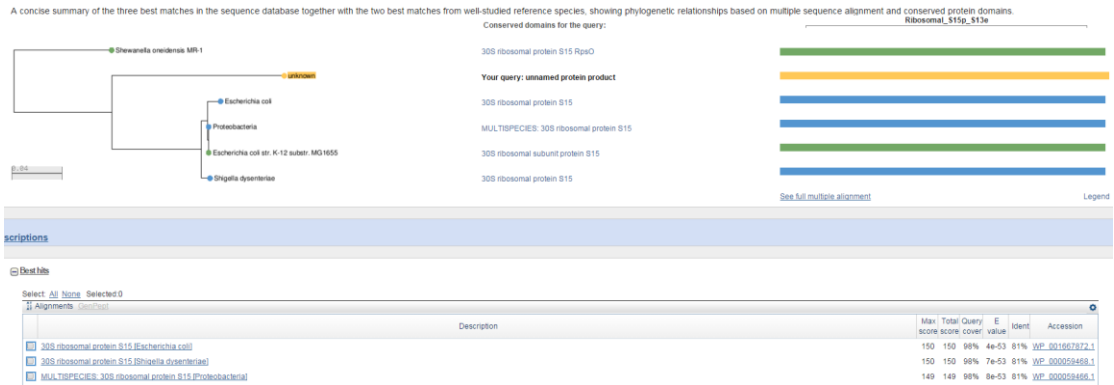 A concise summary of the three best matches in the sequence database together with the two best matches from well-studied reference species, showing phylogenetic relationships based on multiple sequence alignment and conserved protein domains.
Conserved domains for the query:
Ribosomal_S15p_S13e
Shewanella oneidensis MR-1
30S ribosomal protein S15 RpsO
unknown
Your query: unnamed protein product
Escherichia coli
30S ribosomal protein S15
Proteobacteria
MULTISPECIES: 30S ribosomal protein S15
Escherichia coli str. K-12 substr. MG1655
30S ribosomal subunit protein S15
0.04
Shigella dysenteriae
30S ribosomal protein S15
See full multiple alignment
Legend
scriptions
Best hits
Select: All None Selected:0
Alignments GenPept
Description Max score Total score Query cover E value Ident Accession
30S ribosomal protein S15 [Escherichia coli] 150 150 98% 4e-53 81% WP_001667872.1
30S ribosomal protein S15 [Shigella dysenteriae] 150 150 98% 7e-53 81% WP_000059468.1
MULTISPECIES: 30S ribosomal protein S15 [Proteobacteria] 149 149 98% 8e-53 81% WP_000059466.1